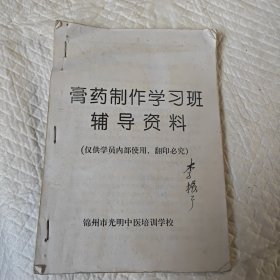 膏药制作学习班
辅导资料
(仅供学员内部使用，翻印必究)
锦州市光明中医培训学校